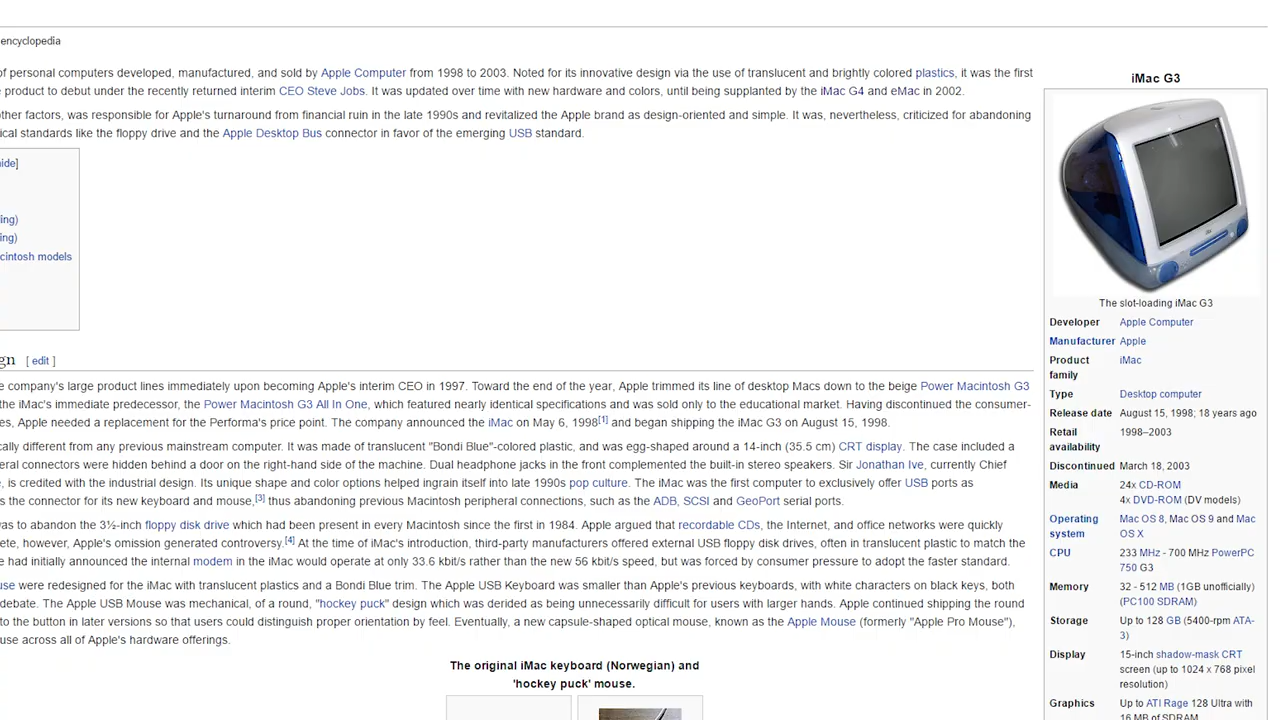 encyclopedia
of personal computers developed, manufactured, and sold by Apple Computer from 1998 to 2003. Noted for its innovative design via the use of translucent and brightly colored plastics, it was the first
product to debut under the recently returned interim CEO Steve Jobs. It was updated over time with new hardware and colors, until being supplanted by the iMac G4 and eMac in 2002.
ther factors, was responsible for Apple's turnaround from financial ruin in the late 1990s and revitalized the Apple brand as design-oriented and simple. It was, nevertheless, criticized for abandoning
ical standards like the floppy drive and the Apple Desktop Bus connector in favor of the emerging USB standard.
ide]
ing)
ing)
cintosh models
gn [ edit ]
e company's large product lines immediately upon becoming Apple's interim CEO in 1997. Toward the end of the year, Apple trimmed its line of desktop Macs down to the beige Power Macintosh G3
the iMac's immediate predecessor, the Power Macintosh G3 All In One, which featured nearly identical specifications and was sold only to the educational market. Having discontinued the consumer-
es, Apple needed a replacement for the Performa's price point. The company announced the iMac on May 6, 1998[1] and began shipping the iMac G3 on August 15, 1998.
cally different from any previous mainstream computer. It was made of translucent "Bondi Blue"-colored plastic, and was egg-shaped around a 14-inch (35.5 cm) CRT display. The case included a
eral connectors were hidden behind a door on the right-hand side of the machine. Dual headphone jacks in the front complemented the built-in stereo speakers. Sir Jonathan Ive, currently Chief
, is credited with the industrial design. Its unique shape and color options helped ingrain itself into late 1990s pop culture. The iMac was the first computer to exclusively offer USB ports as
s the connector for its new keyboard and mouse,[3] thus abandoning previous Macintosh peripheral connections, such as the ADB, SCSI and GeoPort serial ports.
as to abandon the 3½-inch floppy disk drive which had been present in every Macintosh since the first in 1984. Apple argued that recordable CDs, the Internet, and office networks were quickly
ete, however, Apple's omission generated controversy.[4] At the time of iMac's introduction, third-party manufacturers offered external USB floppy disk drives, often in translucent plastic to match the
e had initially announced the internal modem in the iMac would operate at only 33.6 kbit/s rather than the new 56 kbit/s speed, but was forced by consumer pressure to adopt the faster standard.
use were redesigned for the iMac with translucent plastics and a Bondi Blue trim. The Apple USB Keyboard was smaller than Apple's previous keyboards, with white characters on black keys, both
debate. The Apple USB Mouse was mechanical, of a round, "hockey puck" design which was derided as being unnecessarily difficult for users with larger hands. Apple continued shipping the round
to the button in later versions so that users could distinguish proper orientation by feel. Eventually, a new capsule-shaped optical mouse, known as the Apple Mouse (formerly "Apple Pro Mouse"),
use across all of Apple's hardware offerings.
The original iMac keyboard (Norwegian) and
'hockey puck' mouse.
iMac G3
The slot-loading iMac G3
Developer Apple Computer
Manufacturer Apple
Product iMac
family
Type Desktop computer
Release date August 15, 1998; 18 years ago
Retail 1998–2003
availability
Discontinued March 18, 2003
Media 24x CD-ROM
4x DVD-ROM (DV models)
Operating Mac OS 8, Mac OS 9 and Mac
system OS X
CPU 233 MHz - 700 MHz PowerPC
750 G3
Memory 32 - 512 MB (1GB unofficially)
(PC100 SDRAM)
Storage Up to 128 GB (5400-rpm ATA-
3)
Display 15-inch shadow-mask CRT
screen (up to 1024 x 768 pixel
resolution)
Graphics Up to ATI Rage 128 Ultra with
16 MB of SDRAM